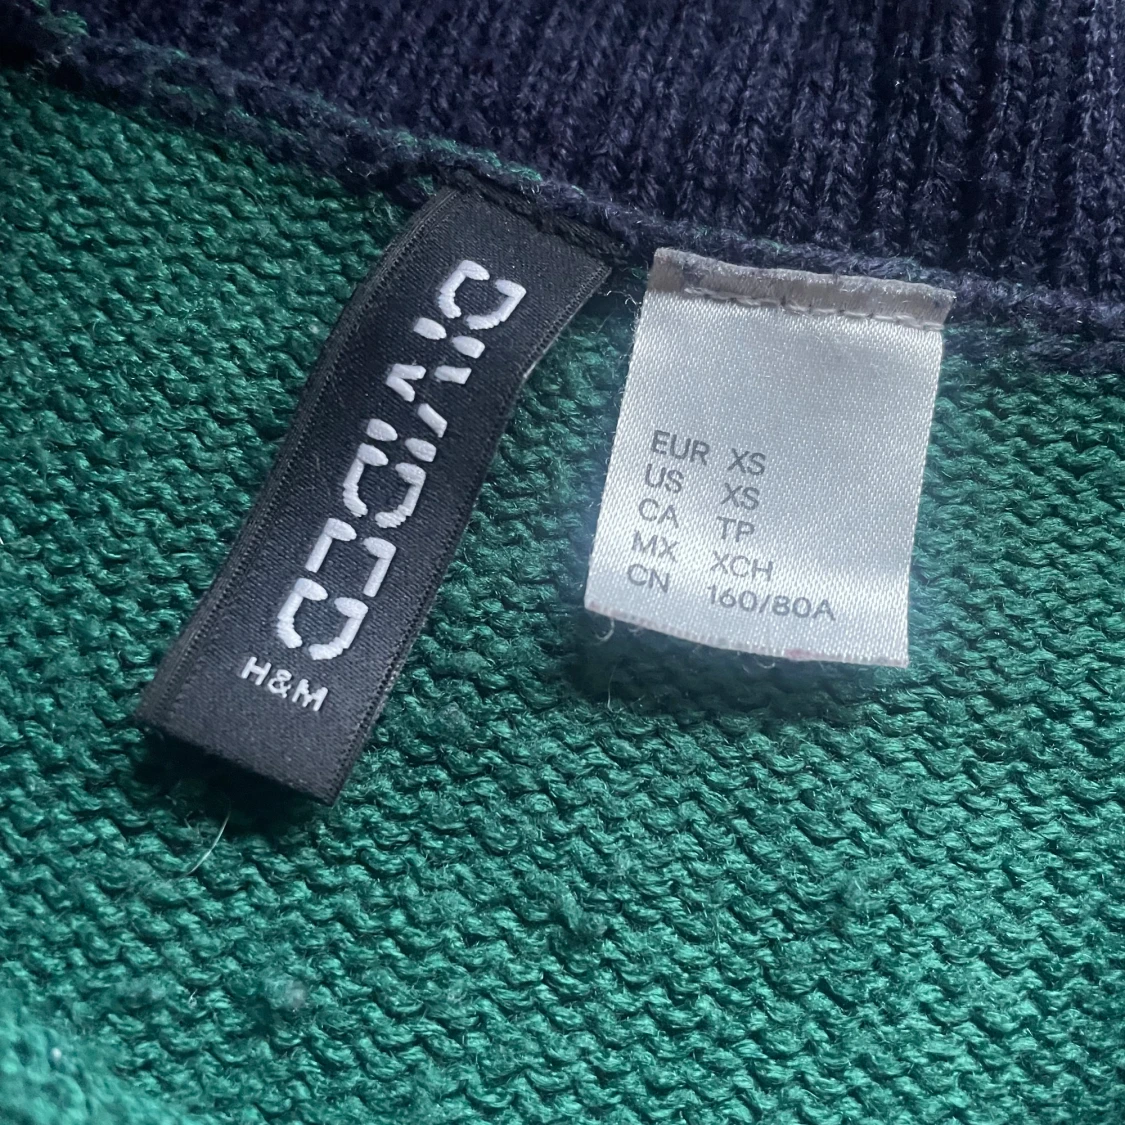 DIVIDED
H&M
EUR XS
US XS
CA TP
MX XCH
CN 160/80A